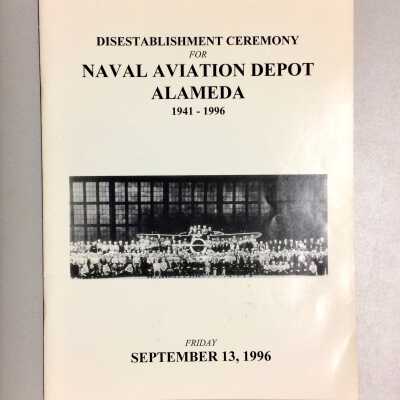 DISESTABLISHMENT CEREMONY
FOR
NAVAL AVIATION DEPOT
ALAMEDA
1941 - 1996
FRIDAY
SEPTEMBER 13, 1996